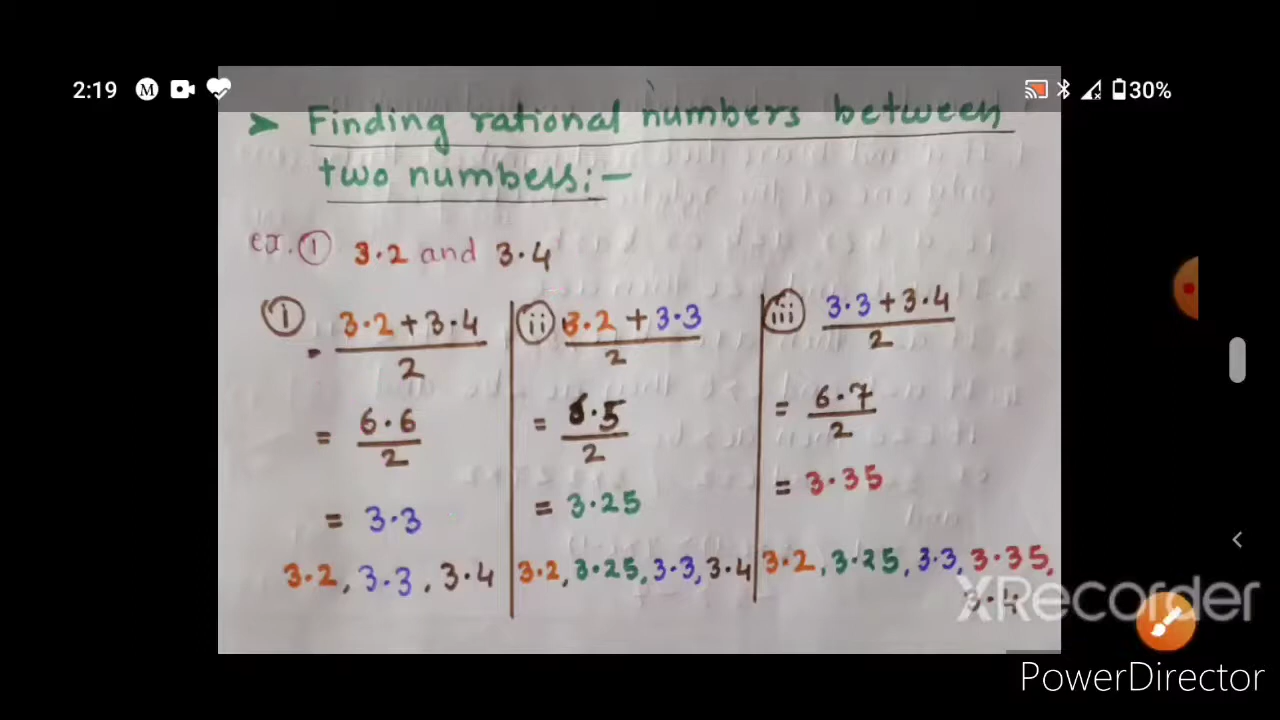 2:19 M 30%
➤ Finding rational numbers between
two numbers:-
ex. ① 3.2 and 3.4
ⓘ = 3.2 + 3.4 / 2
= 6.6 / 2
= 3.3
3.2, 3.3, 3.4
ⓘⓘ 3.2 + 3.3 / 2
= 6.5 / 2
= 3.25
3.2, 3.25, 3.3, 3.4
ⓘⓘⓘ 3.3 + 3.4 / 2
= 6.7 / 2
= 3.35
3.2, 3.25, 3.3, 3.35,
3.4
XRecorder
PowerDirector